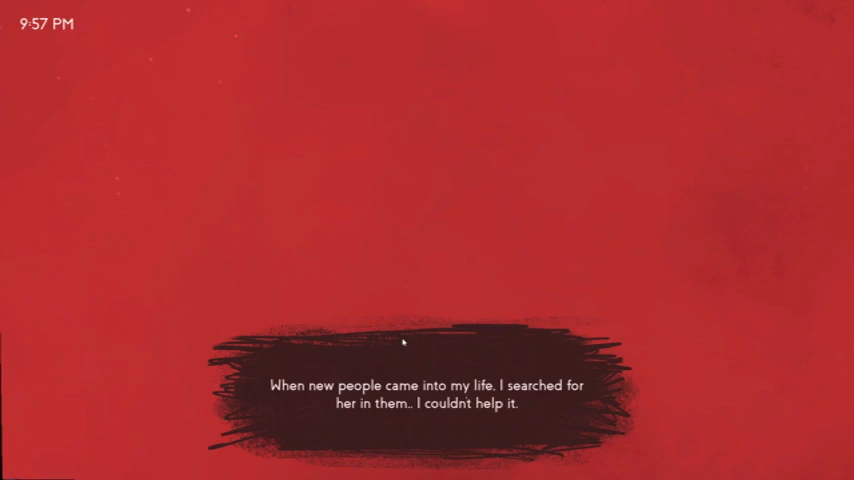 9:57 PM
When new people came into my life. I searched for
her in them.. I couldn't help it.